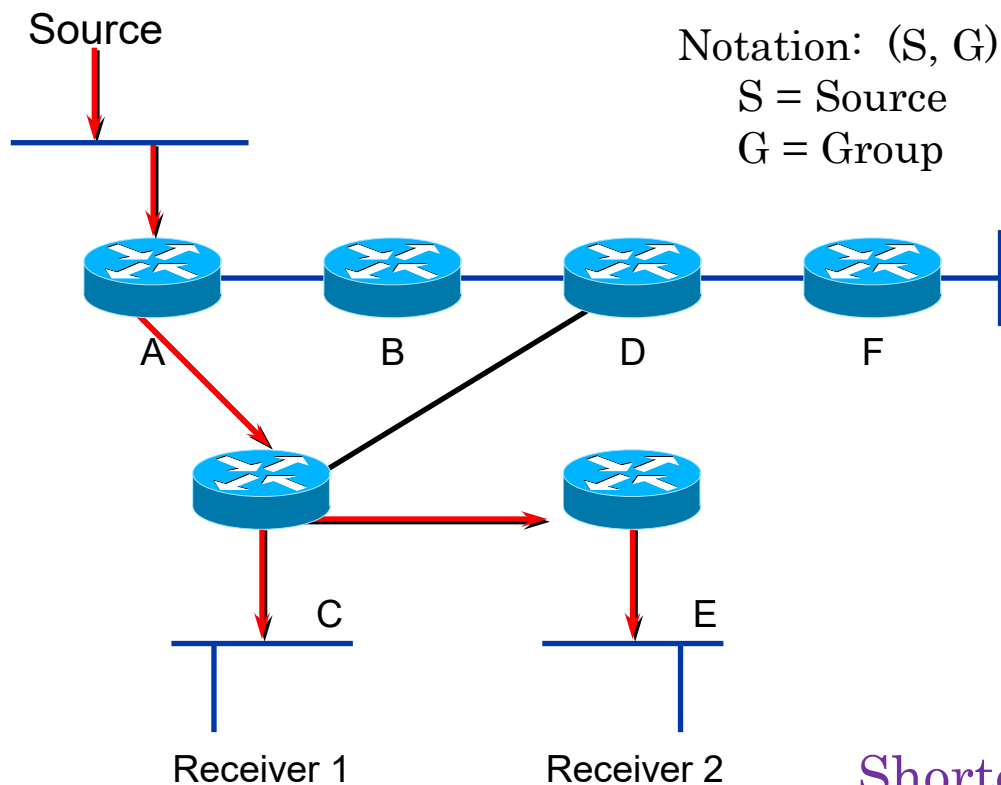 Source
Notation: (S, G)
S = Source
G = Group
A
B
D
F
C
E
Receiver 1
Receiver 2